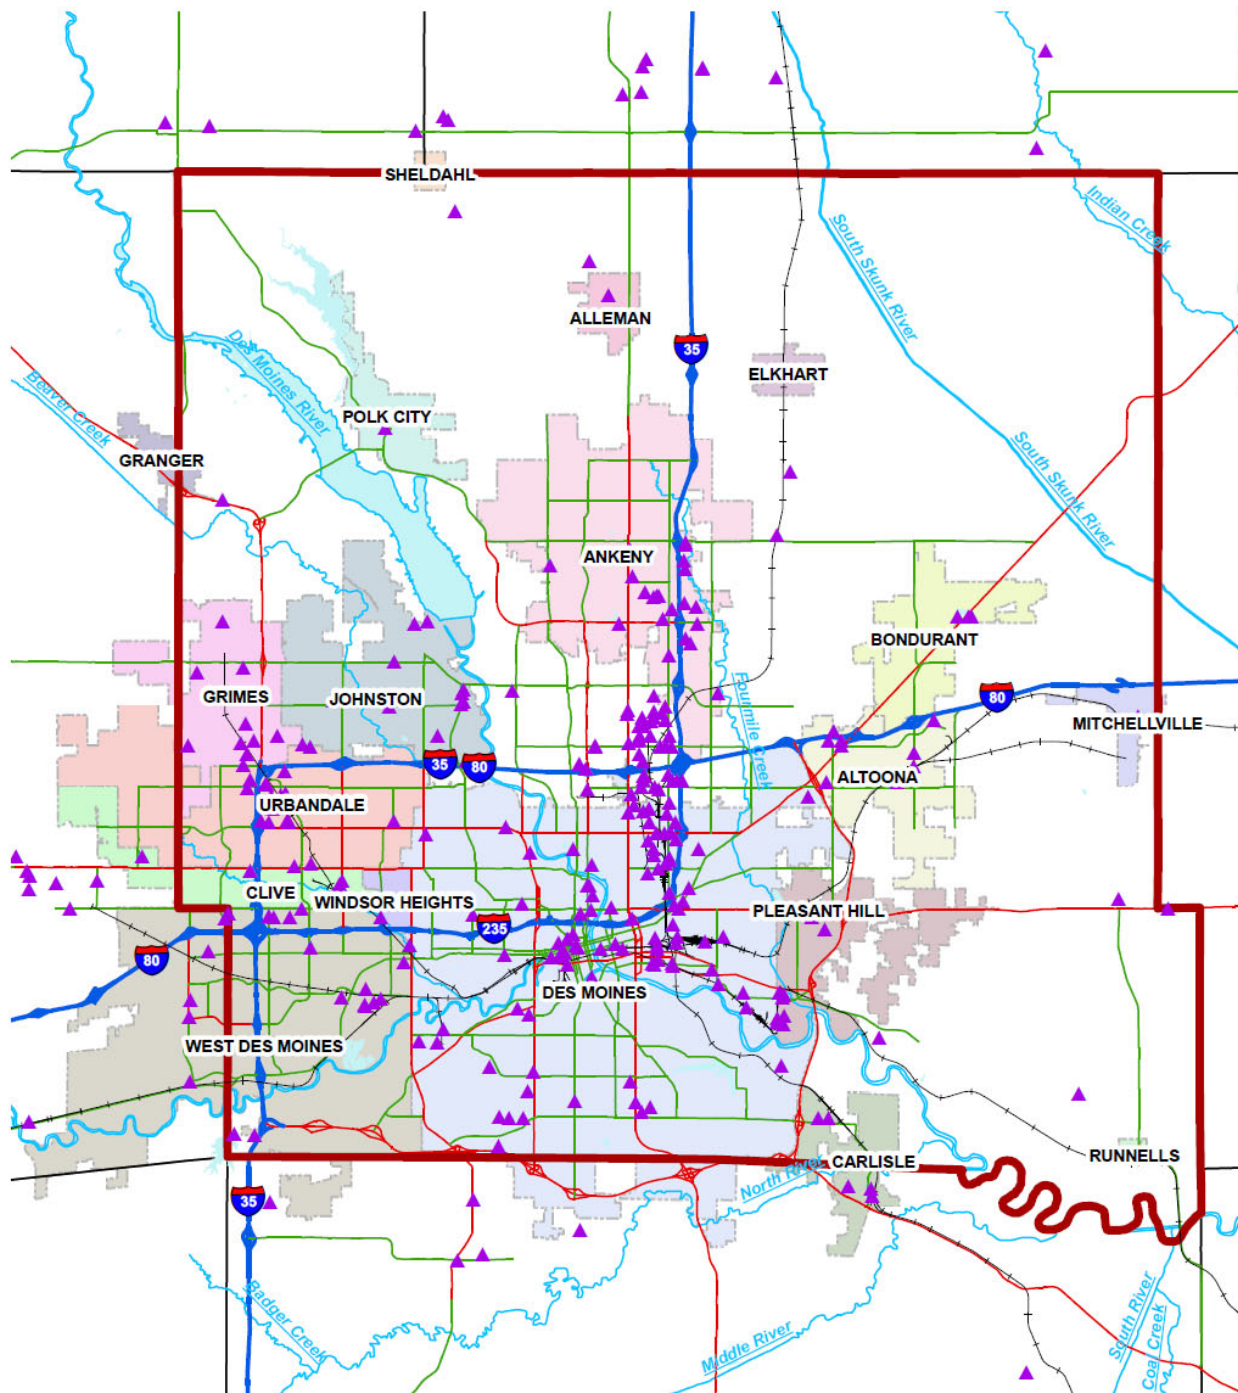 SHELDAHL
Indian Creek
South Skunk River
ALLEMAN
35
ELKHART
Des Moines River
Beaver Creek
POLK CITY
GRANGER
South Skunk River
ANKENY
BONDURANT
Fourmile Creek
GRIMES
JOHNSTON
80
MITCHELLVILLE
35
80
ALTOONA
URBANDALE
CLIVE
WINDSOR HEIGHTS
PLEASANT HILL
235
80
DES MOINES
WEST DES MOINES
CARLISLE
RUNNELLS
North River
35
Badger Creek
Middle River
South River
Coal Creek